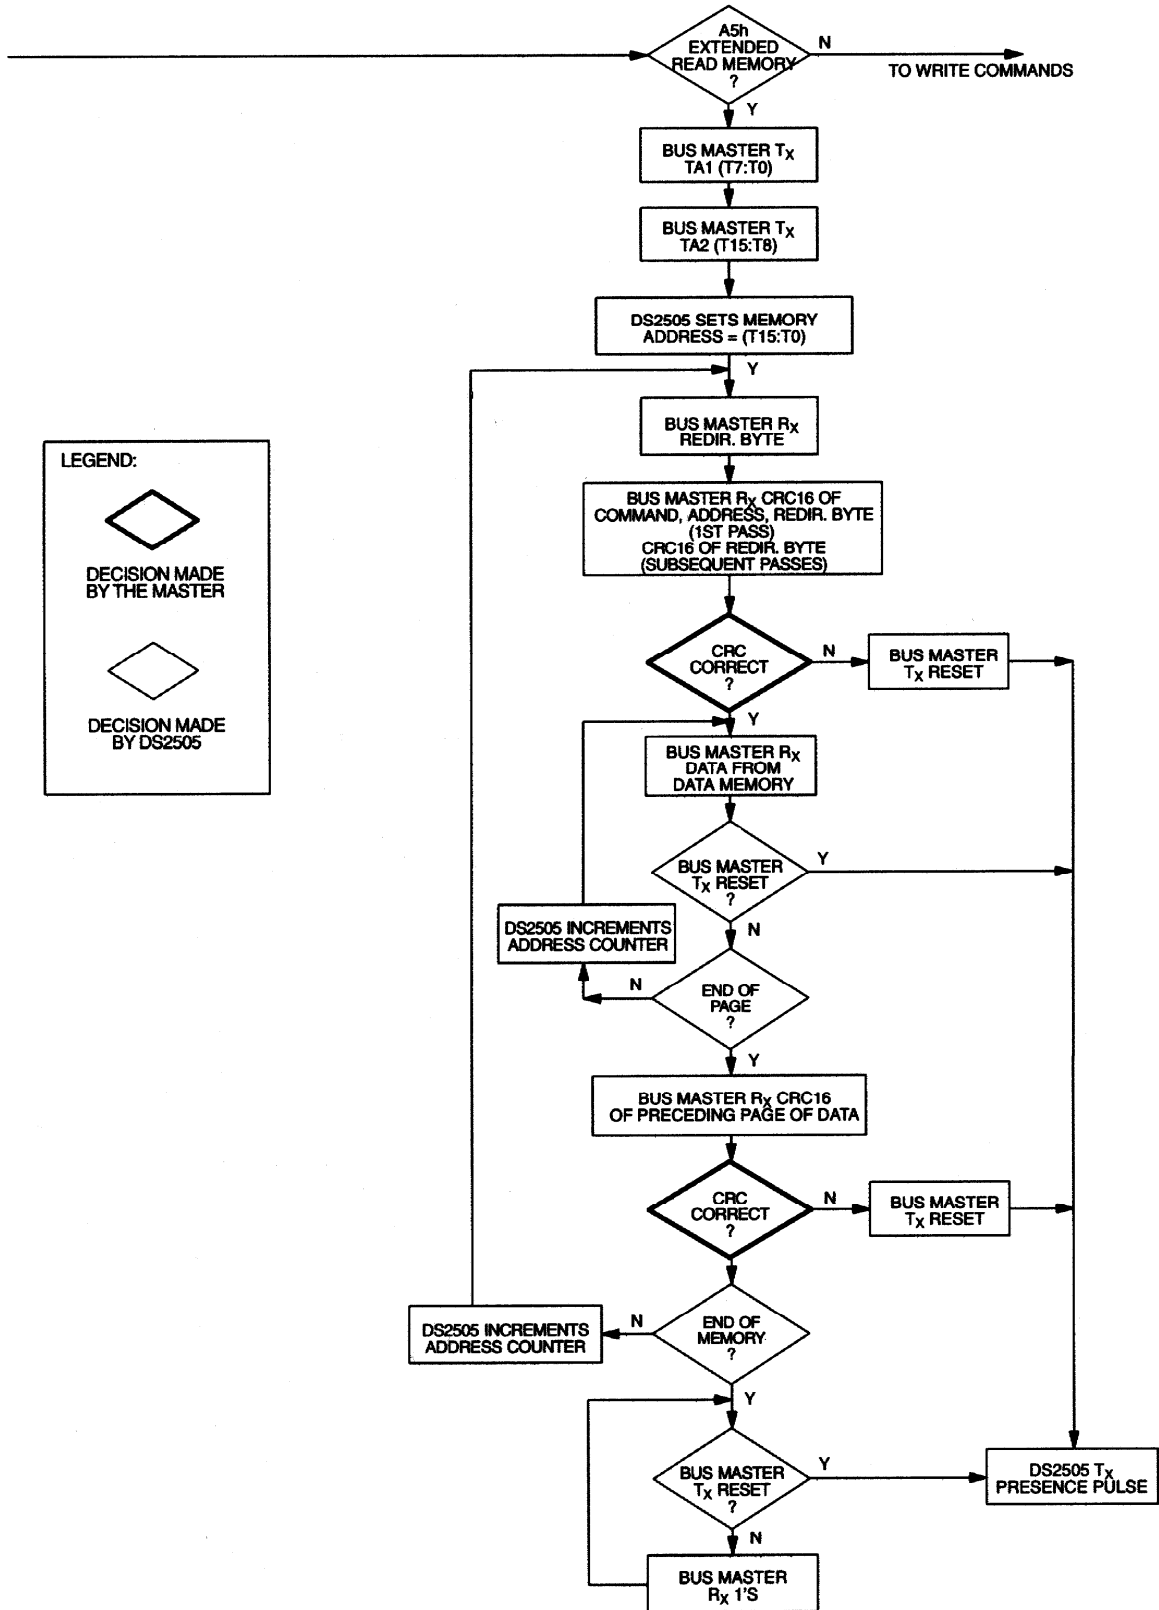 A5h
EXTENDED
READ MEMORY
?
N
TO WRITE COMMANDS
Y
BUS MASTER TX
TA1 (T7:T0)
BUS MASTER TX
TA2 (T15:T8)
DS2505 SETS MEMORY
ADDRESS = (T15:T0)
Y
BUS MASTER RX
REDIR. BYTE
LEGEND:
DECISION MADE
BY THE MASTER
DECISION MADE
BY DS2505
BUS MASTER RX CRC16 OF
COMMAND, ADDRESS, REDIR. BYTE
(1ST PASS)
CRC16 OF REDIR. BYTE
(SUBSEQUENT PASSES)
CRC
CORRECT
?
N
BUS MASTER
TX RESET
Y
BUS MASTER RX
DATA FROM
DATA MEMORY
BUS MASTER
TX RESET
?
Y
N
DS2505 INCREMENTS
ADDRESS COUNTER
END OF
PAGE
?
N
Y
BUS MASTER RX CRC16
OF PRECEDING PAGE OF DATA
CRC
CORRECT
?
N
BUS MASTER
TX RESET
END OF
MEMORY
?
N
DS2505 INCREMENTS
ADDRESS COUNTER
Y
BUS MASTER
TX RESET
?
Y
DS2505 TX
PRESENCE PULSE
N
BUS MASTER
RX 1'S